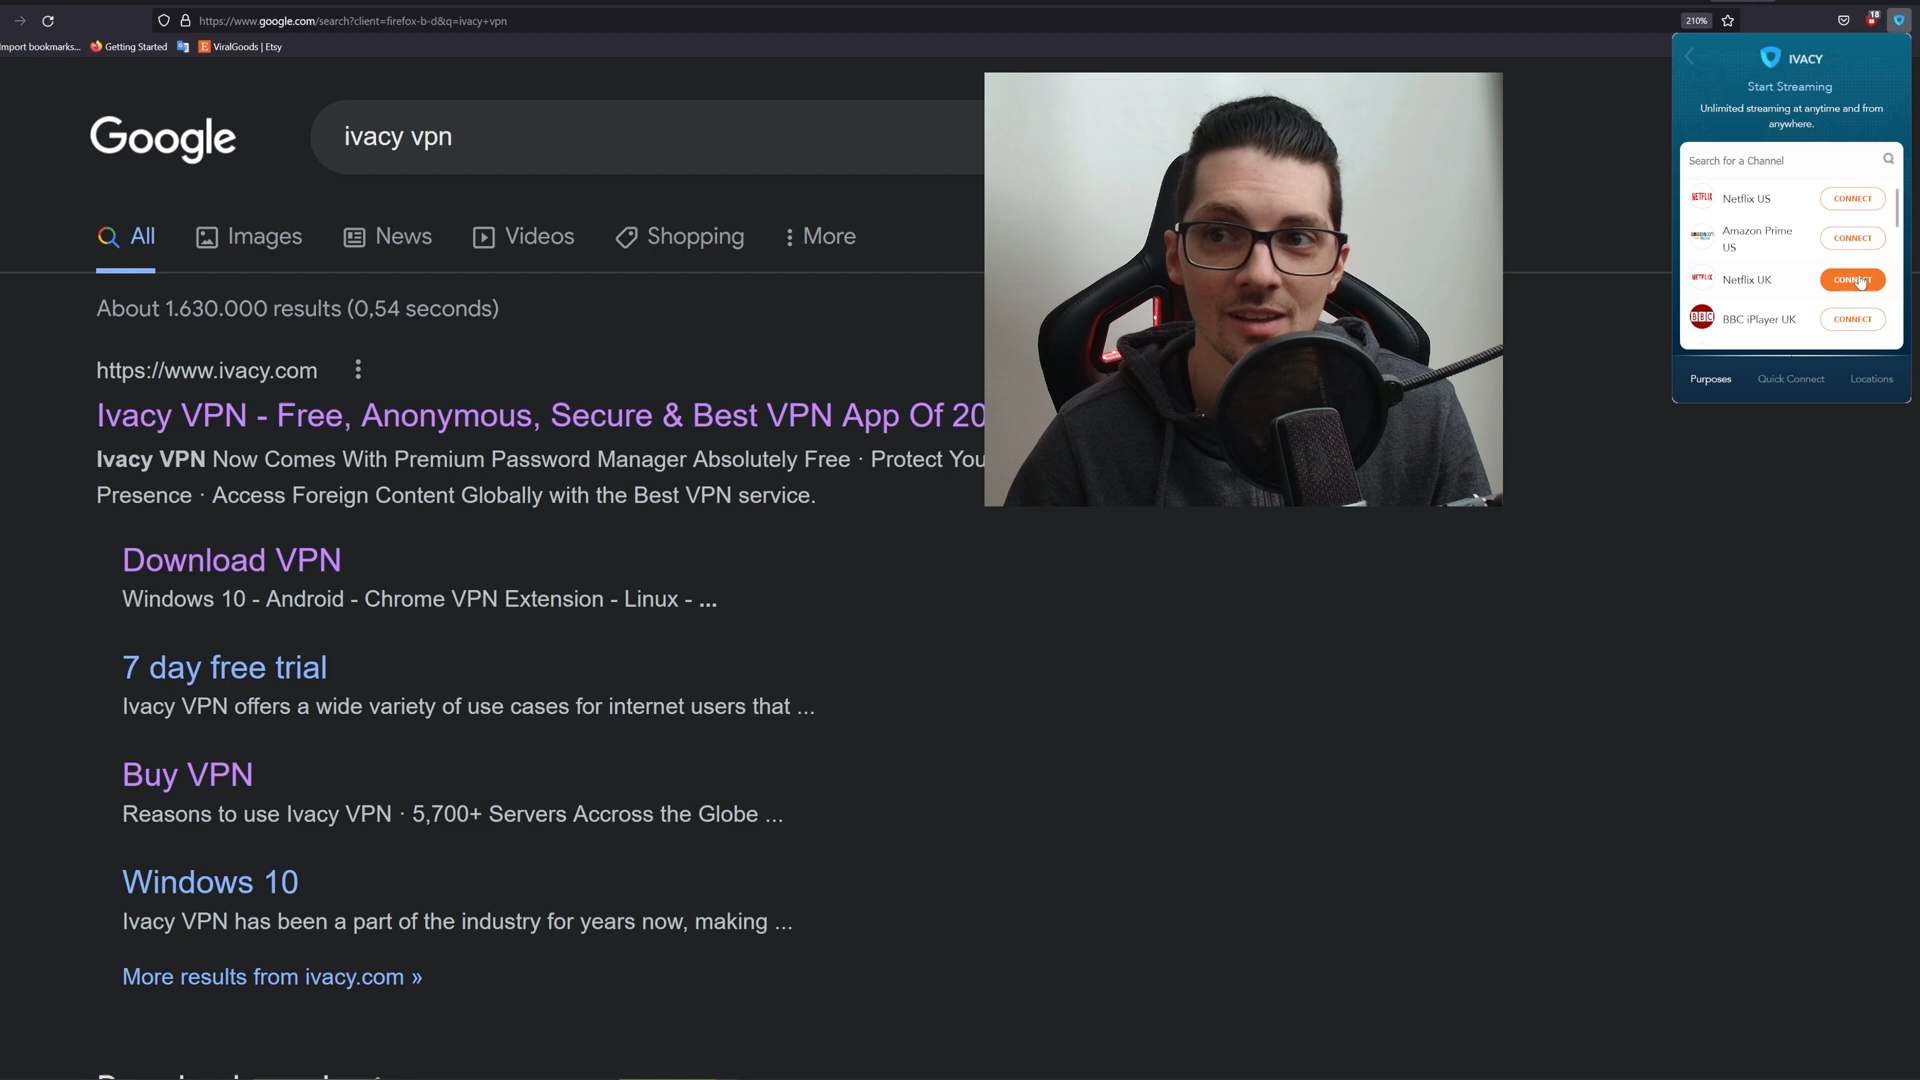 https://www.google.com/search?client=firefox-b-d&q=ivacy+vpn
210%
18
mport bookmarks...
Getting Started
ViralGoods | Etsy
Google
ivacy vpn
All
Images
News
Videos
Shopping
More
About 1.630.000 results (0,54 seconds)
https://www.ivacy.com
Ivacy VPN - Free, Anonymous, Secure & Best VPN App Of 20
Ivacy VPN Now Comes With Premium Password Manager Absolutely Free · Protect You
Presence · Access Foreign Content Globally with the Best VPN service.
Download VPN
Windows 10 - Android - Chrome VPN Extension - Linux - ...
7 day free trial
Ivacy VPN offers a wide variety of use cases for internet users that ...
Buy VPN
Reasons to use Ivacy VPN · 5,700+ Servers Accross the Globe ...
Windows 10
Ivacy VPN has been a part of the industry for years now, making ...
More results from ivacy.com »
IVACY
Start Streaming
Unlimited streaming at anytime and from
anywhere.
Search for a Channel
NETFLIX Netflix US CONNECT
Amazon Prime
US
CONNECT
NETFLIX Netflix UK CONNECT
BBC BBC iPlayer UK CONNECT
Purposes
Quick Connect
Locations